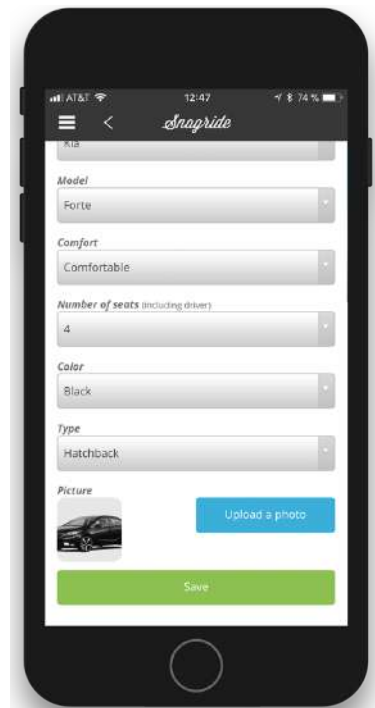 AT&T 12:47 74 %
Snagride
Kia
Model
Forte
Comfort
Comfortable
Number of seats (including driver)
4
Color
Black
Type
Hatchback
Picture
Upload a photo
Save